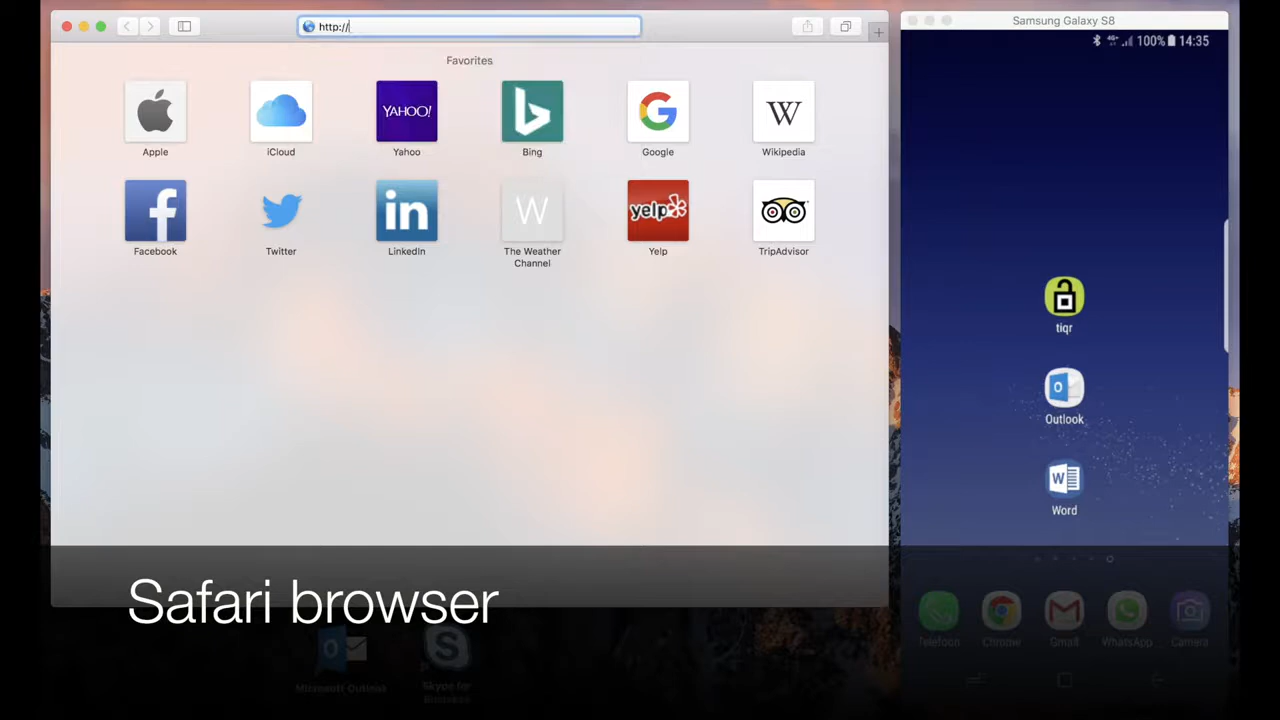 http://
Samsung Galaxy S8
100% 14:35
Favorites
YAHOO!
W
Apple
iCloud
Yahoo
Bing
Google
Wikipedia
f
in
W
yelp
Facebook
Twitter
LinkedIn
The Weather
Channel
Yelp
TripAdvisor
tiqr
Outlook
Word
Safari browser
Telefoon
Chrome
Gmail
WhatsApp
Camera
Microsoft Outlook
Skype for
Business